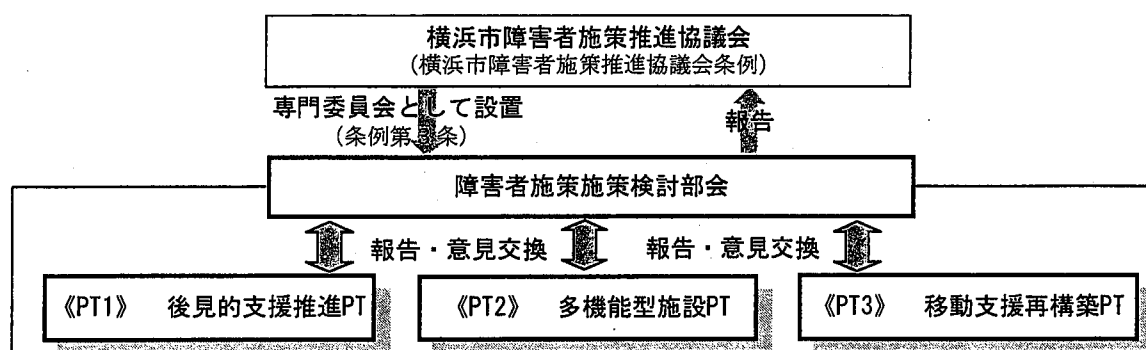 横浜市障害者施策推進協議会
(横浜市障害者施策推進協議会条例)
専門委員会として設置
(条例第3条)
報告
障害者施策施策検討部会
報告・意見交換
報告・意見交換
《PT1》 後見的支援推進PT
《PT2》 多機能型施設PT
《PT3》 移動支援再構築PT